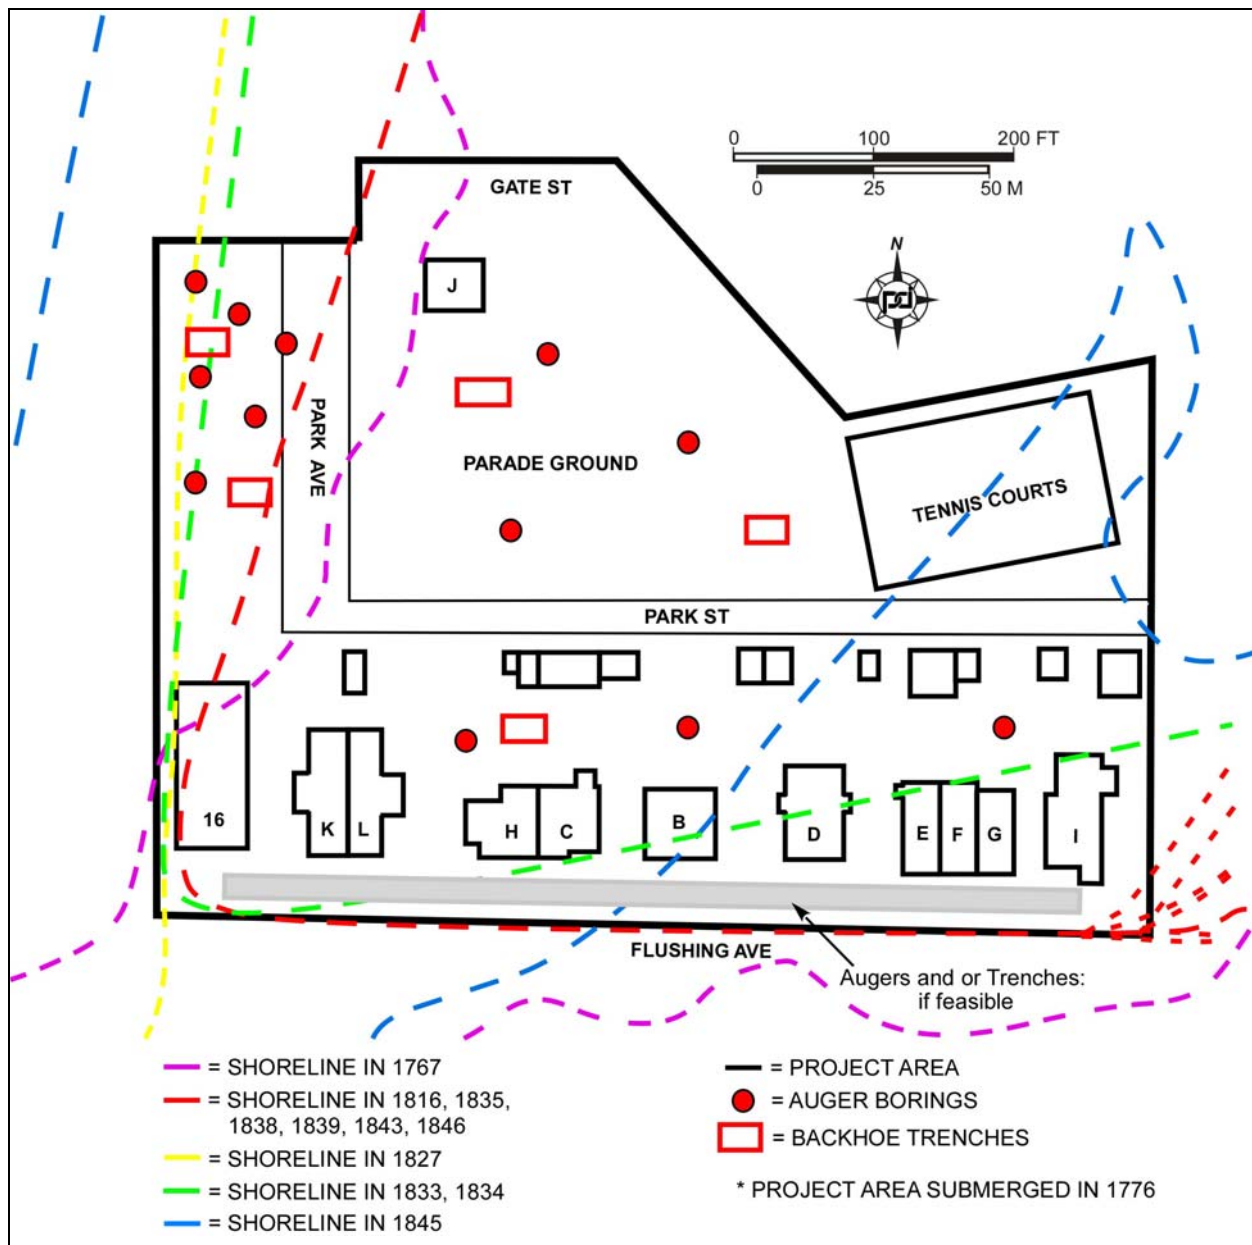 0 100 200 FT
0 25 50 M
GATE ST
N
J
PARK AVE
PARADE GROUND
TENNIS COURTS
PARK ST
16
K
L
H
C
B
D
E
F
G
I
FLUSHING AVE
Augers and or Trenches:
if feasible
= SHORELINE IN 1767
= SHORELINE IN 1816, 1835,
1838, 1839, 1843, 1846
= SHORELINE IN 1827
= SHORELINE IN 1833, 1834
= SHORELINE IN 1845
= PROJECT AREA
= AUGER BORINGS
= BACKHOE TRENCHES
* PROJECT AREA SUBMERGED IN 1776